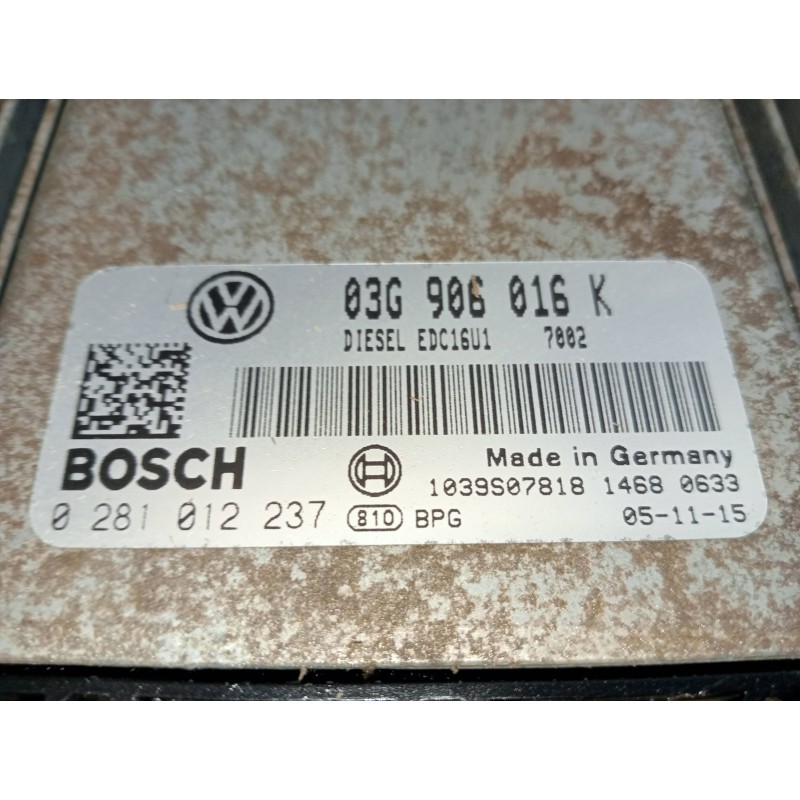 VW
03G 906 016 K
DIESEL EDC16U1 7002
BOSCH
Made in Germany
1039S07818 1468 0633
0 281 012 237 810 BPG 05-11-15